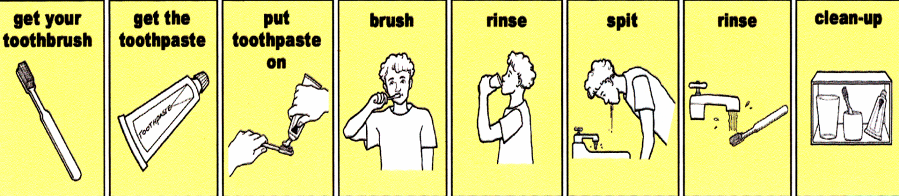 get your
toothbrush
get the
toothpaste
put
toothpaste
on
brush
rinse
spit
rinse
clean-up
TOOTHPASTE